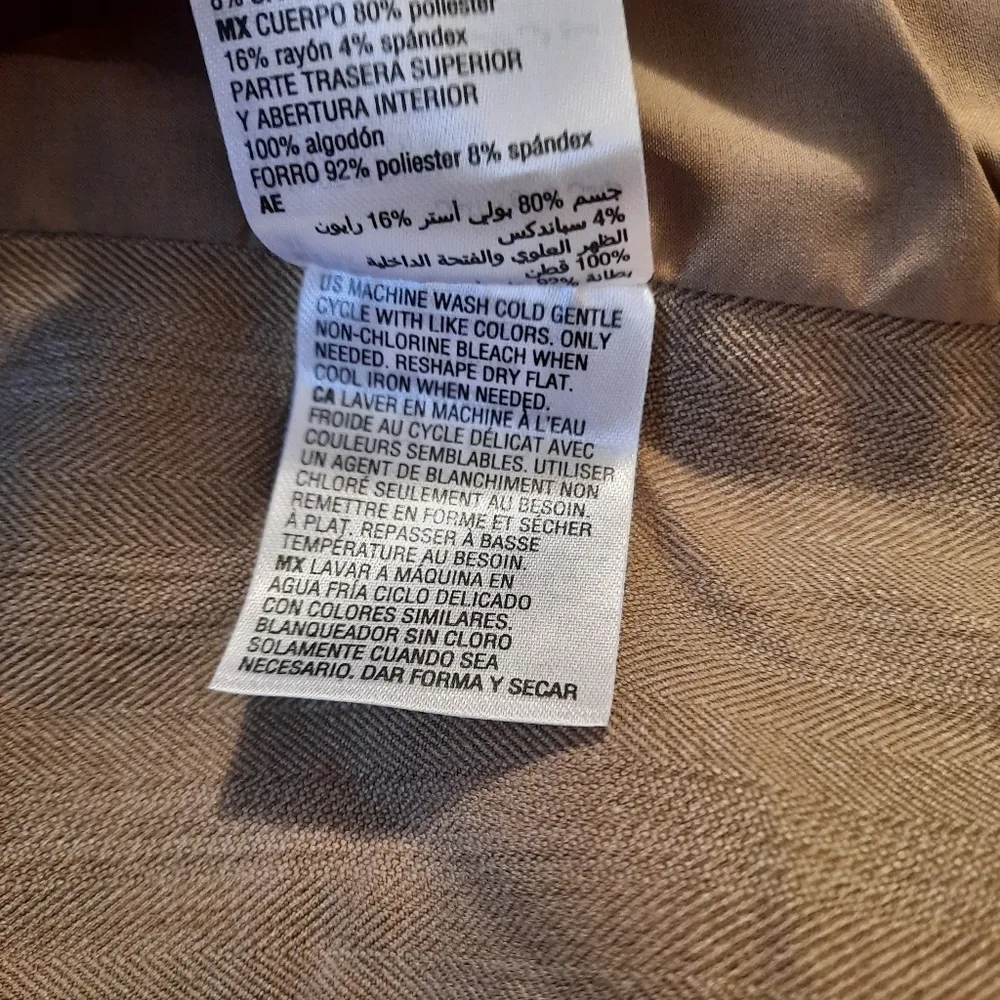 MX CUERPO 80% poliéster
16% rayón 4% spándex
PARTE TRASERA SUPERIOR
Y ABERTURA INTERIOR
100% algodón
FORRO 92% poliester 8% spándex
AE
جسم 80% بولي أستر 16% رايون
4% سباندكس
الظهر العلوي والفتحة الداخلية
100% قطن
بطانة 92%
US MACHINE WASH COLD GENTLE
CYCLE WITH LIKE COLORS. ONLY
NON-CHLORINE BLEACH WHEN
NEEDED. RESHAPE DRY FLAT.
COOL IRON WHEN NEEDED.
CA LAVER EN MACHINE À L'EAU
FROIDE AU CYCLE DÉLICAT AVEC
COULEURS SEMBLABLES. UTILISER
UN AGENT DE BLANCHIMENT NON
CHLORÉ SEULEMENT AU BESOIN.
REMETTRE EN FORME ET SÉCHER
À PLAT. REPASSER À BASSE
TEMPÉRATURE AU BESOIN.
MX LAVAR A MÁQUINA EN
AGUA FRÍA CICLO DELICADO
CON COLORES SIMILARES.
BLANQUEADOR SIN CLORO
SOLAMENTE CUANDO SEA
NECESARIO. DAR FORMA Y SECAR